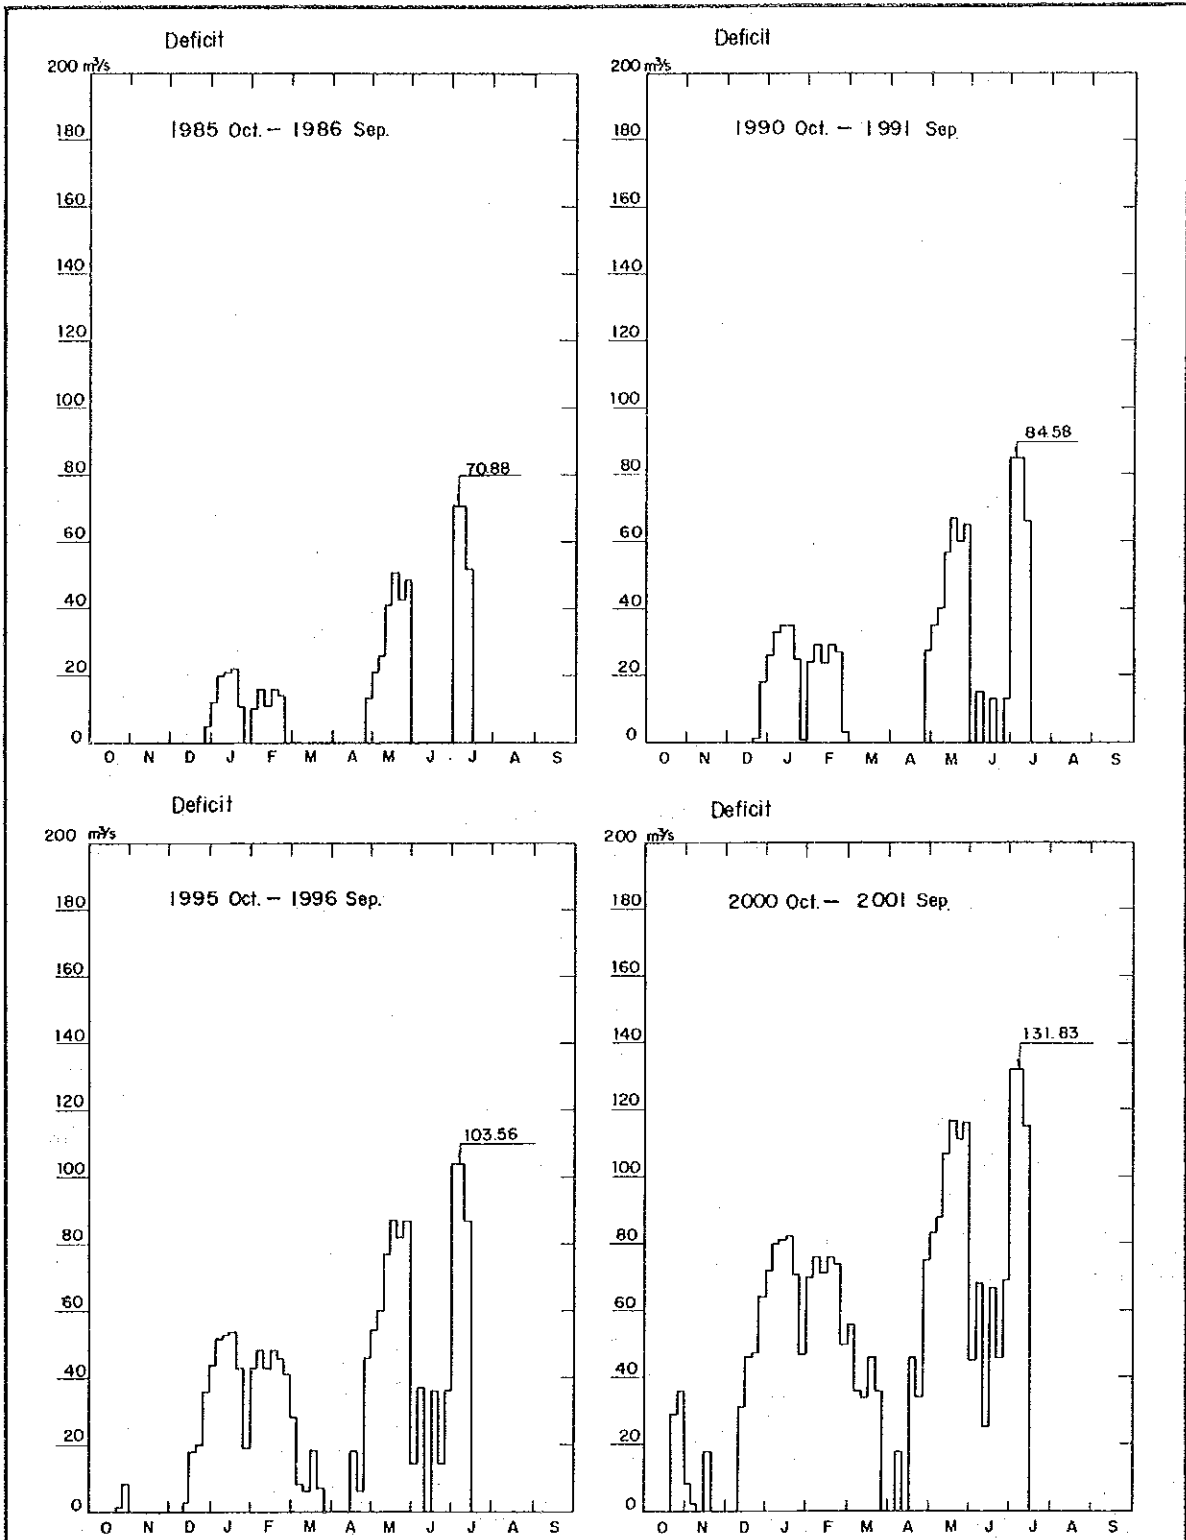 Deficit
200 m³/s
1985 Oct. – 1986 Sep.
180
160
140
120
100
80
70.88
60
40
20
0
O N D J F M A M J J A S
Deficit
200 m³/s
1990 Oct. – 1991 Sep.
180
160
140
120
100
84.58
80
60
40
20
0
O N D J F M A M J J A S
Deficit
200 m³/s
1995 Oct. – 1996 Sep.
180
160
140
120
103.56
100
80
60
40
20
0
O N D J F M A M J J A S
Deficit
200 m³/s
2000 Oct. – 2001 Sep.
180
160
140
131.83
120
100
80
60
40
20
0
O N D J F M A M J J A S